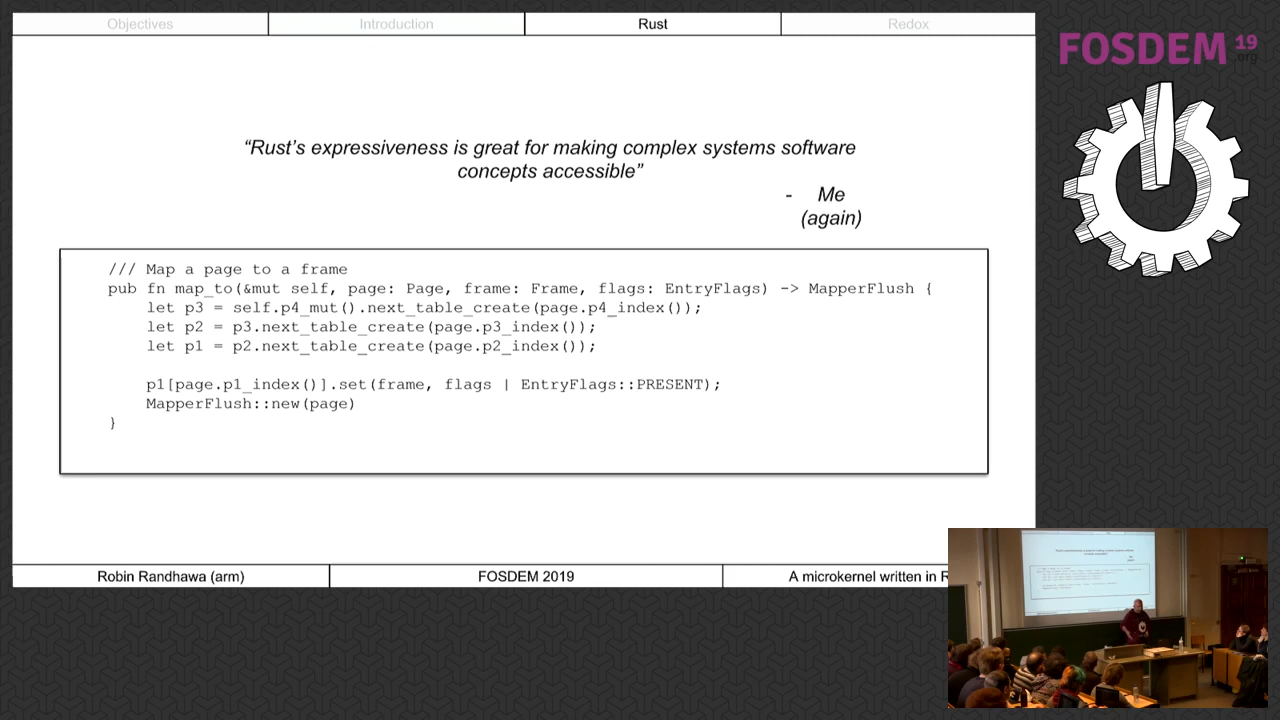 Objectives
Introduction
Rust
Redox
FOSDEM 19
.org
“Rust’s expressiveness is great for making complex systems software
concepts accessible”
- Me
(again)
/// Map a page to a frame
pub fn map_to(&mut self, page: Page, frame: Frame, flags: EntryFlags) -> MapperFlush {
let p3 = self.p4_mut().next_table_create(page.p4_index());
let p2 = p3.next_table_create(page.p3_index());
let p1 = p2.next_table_create(page.p2_index());
p1[page.p1_index()].set(frame, flags | EntryFlags::PRESENT);
MapperFlush::new(page)
}
Robin Randhawa (arm)
FOSDEM 2019
A microkernel written in R